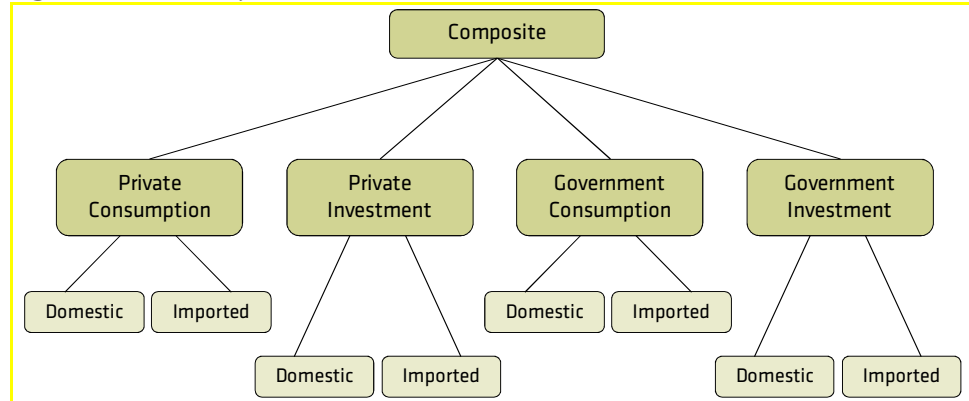 Composite
Private
Consumption
Private
Investment
Government
Consumption
Government
Investment
Domestic
Imported
Domestic
Imported
Domestic
Imported
Domestic
Imported